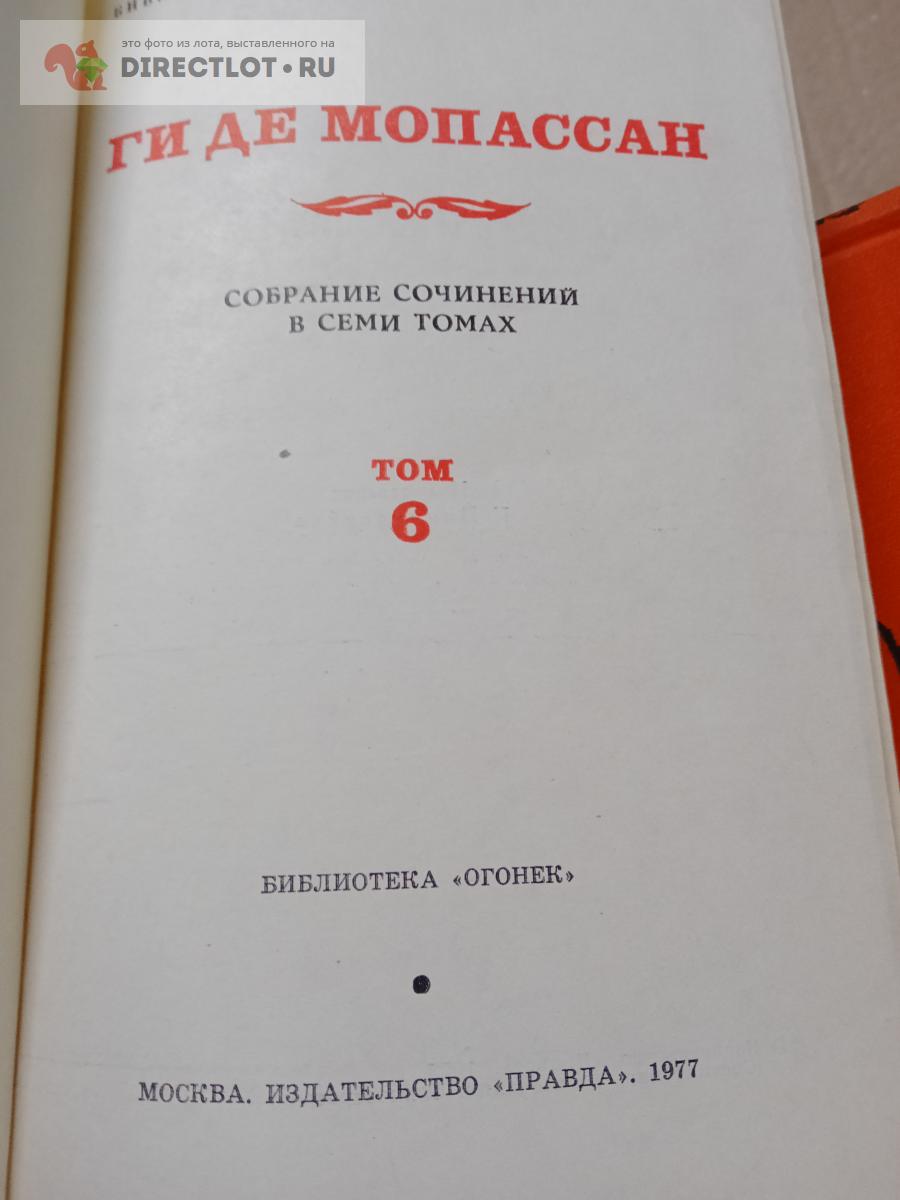 это фото из лота, выставленного на
DIRECTLOT.RU
ГИ ДЕ МОПАССАН
СОБРАНИЕ СОЧИНЕНИЙ
В СЕМИ ТОМАХ
ТОМ
6
БИБЛИОТЕКА «ОГОНЕК»
МОСКВА. ИЗДАТЕЛЬСТВО «ПРАВДА». 1977